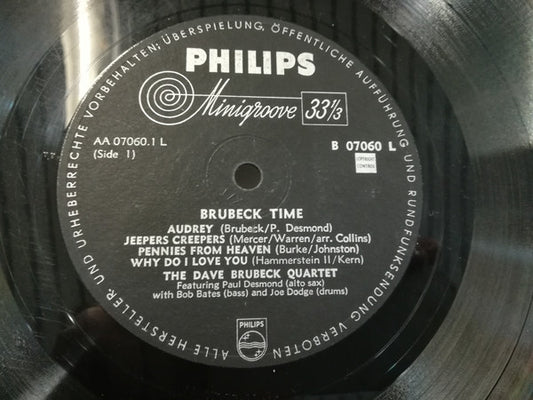 ALLE HERSTELLER- UND URHEBERRECHTE VORBEHALTEN; ÜBERSPIELUNG, ÖFFENTLICHE AUFFÜHRUNG UND RUNDFUNKSENDUNG VERBOTEN
PHILIPS
Minigroove 33⅓
AA 07060.1 L
(Side 1)
B 07060 L
COPYRIGHT
CONTROL
BRUBECK TIME
AUDREY (Brubeck/P. Desmond)
JEEPERS CREEPERS (Mercer/Warren/arr. Collins)
PENNIES FROM HEAVEN (Burke/Johnston)
WHY DO I LOVE YOU (Hammerstein II/Kern)
THE DAVE BRUBECK QUARTET
Featuring Paul Desmond (alto sax)
with Bob Bates (bass) and Joe Dodge (drums)
PHILIPS